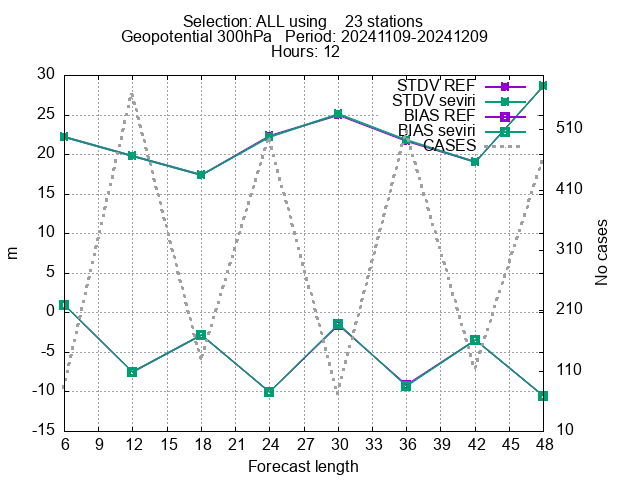 Selection: ALL using    23 stations
Geopotential 300hPa   Period: 20241109-20241209
Hours: 12
STDV REF
STDV seviri
BIAS REF
BIAS seviri
CASES
30
25
20
15
10
5
0
-5
-10
-15
m
510
410
310
210
110
10
No cases
6 9 12 15 18 21 24 27 30 33 36 39 42 45 48
Forecast length